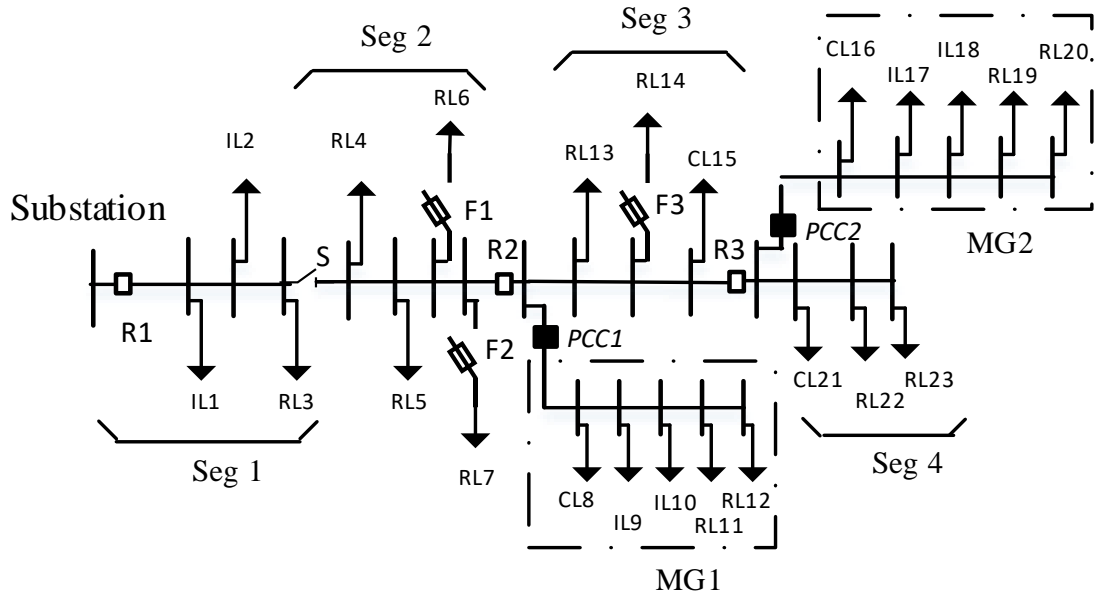 Seg 2
Seg 3
CL16
IL18
RL20
IL17
RL19
RL6
RL14
IL2
RL4
RL13
CL15
Substation
F1
F3
PCC2
MG2
S
R2
R3
R1
PCC1
F2
IL1
RL3
RL5
CL21
RL23
RL22
Seg 1
RL7
Seg 4
CL8
IL10
RL12
IL9
RL11
MG1